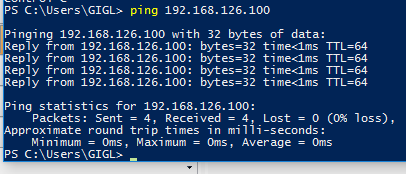 PS C:\Users\GIGL> ping 192.168.126.100
Pinging 192.168.126.100 with 32 bytes of data:
Reply from 192.168.126.100: bytes=32 time<1ms TTL=64
Reply from 192.168.126.100: bytes=32 time<1ms TTL=64
Reply from 192.168.126.100: bytes=32 time<1ms TTL=64
Reply from 192.168.126.100: bytes=32 time<1ms TTL=64
Ping statistics for 192.168.126.100:
Packets: Sent = 4, Received = 4, Lost = 0 (0% loss),
Approximate round trip times in milli-seconds:
Minimum = 0ms, Maximum = 0ms, Average = 0ms
PS C:\Users\GIGL>